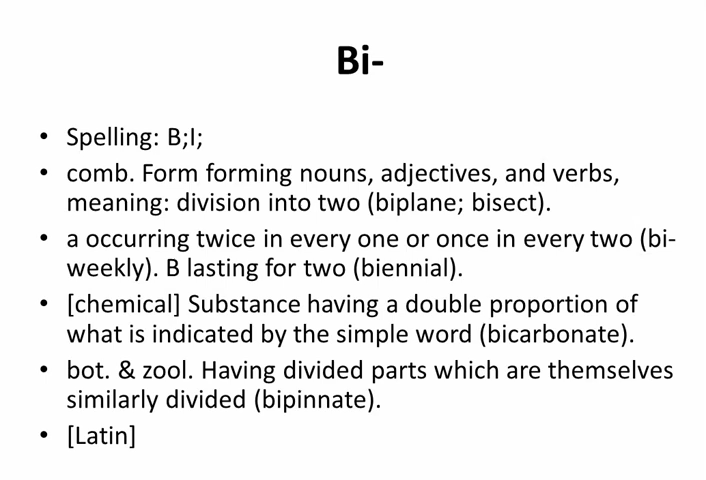 Bi-
• Spelling: B;I;
• comb. Form forming nouns, adjectives, and verbs,
meaning: division into two (biplane; bisect).
• a occurring twice in every one or once in every two (bi-
weekly). B lasting for two (biennial).
• [chemical] Substance having a double proportion of
what is indicated by the simple word (bicarbonate).
• bot. & zool. Having divided parts which are themselves
similarly divided (bipinnate).
• [Latin]